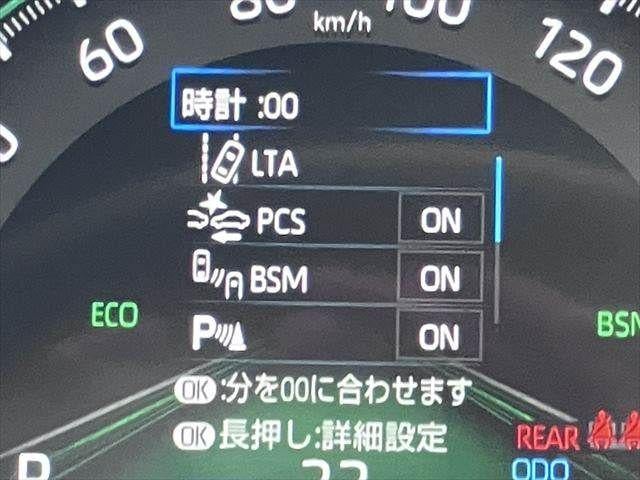 60
100
120
km/h
時計 :00
LTA
PCS ON
BSM ON
P ON
ECO
OK :分を00に合わせます
OK 長押し:詳細設定
REAR
P
ODO